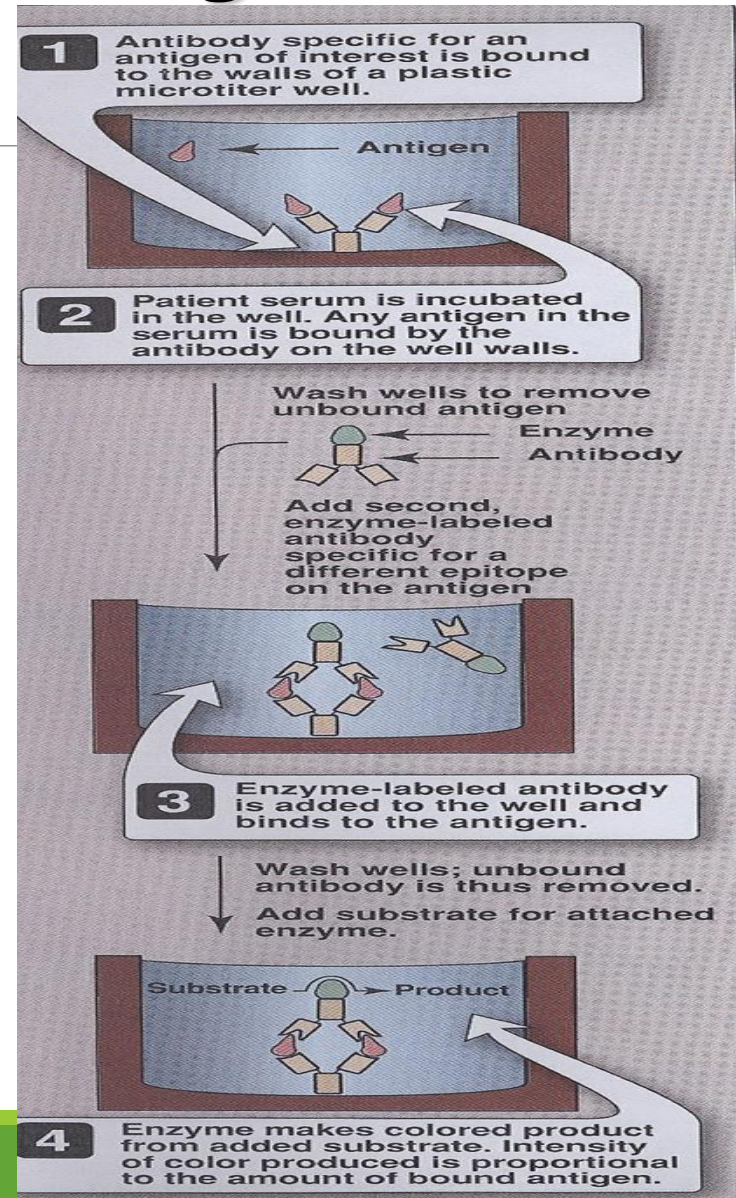 1
Antibody specific for an
antigen of interest is bound
to the walls of a plastic
microtiter well.
Antigen
2
Patient serum is incubated
in the well. Any antigen in the
serum is bound by the
antibody on the well walls.
Wash wells to remove
unbound antigen
Enzyme
Antibody
Add second,
enzyme-labeled
antibody
specific for a
different epitope
on the antigen
3
Enzyme-labeled antibody
is added to the well and
binds to the antigen.
Wash wells; unbound
antibody is thus removed.
Add substrate for attached
enzyme.
Substrate
Product
4
Enzyme makes colored product
from added substrate. Intensity
of color produced is proportional
to the amount of bound antigen.